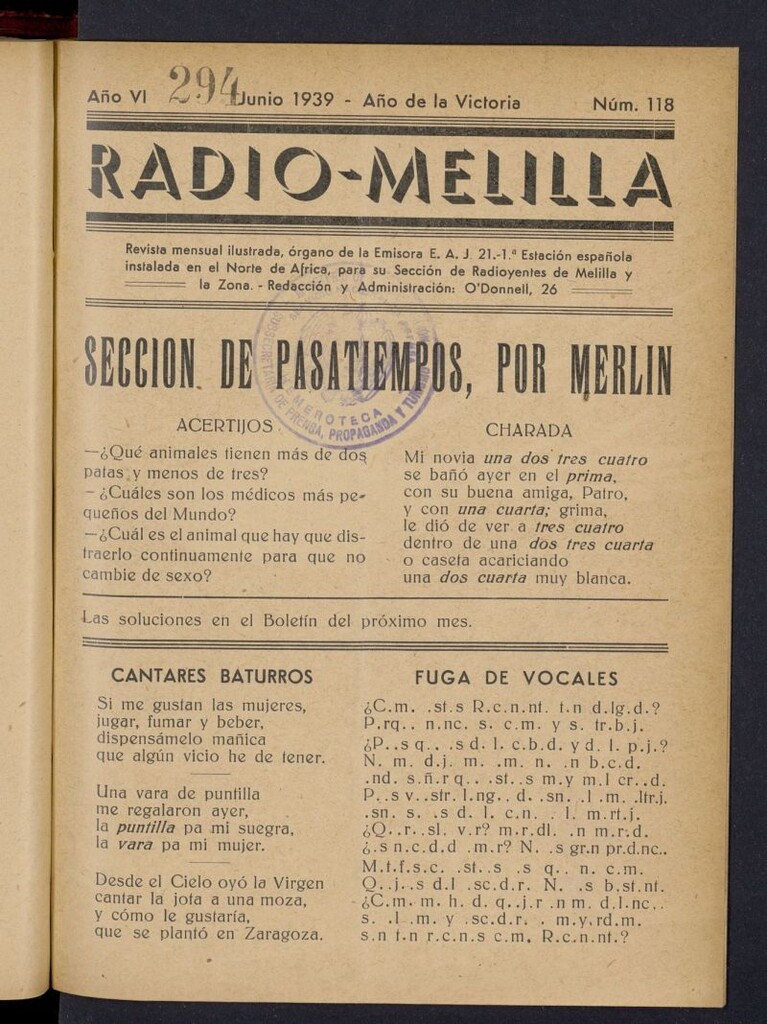 Año VI 294 Junio 1939 - Año de la Victoria Núm. 118
RADIO-MELILLA
Revista mensual ilustrada, órgano de la Emisora E. A. J. 21.-1.ª Estación española
instalada en el Norte de Africa, para su Sección de Radioyentes de Melilla y
la Zona. - Redacción y Administración: O'Donnell, 26
SECCION DE PASATIEMPOS, POR MERLIN
HEMEROTECA
DE PRENSA, PROPAGANDA Y TURISMO
ACERTIJOS
—¿Qué animales tienen más de dos
patas y menos de tres?
- ¿Cuáles son los médicos más pe-
queños del Mundo?
—¿Cuál es el animal que hay que dis-
traerlo continuamente para que no
cambie de sexo?
CHARADA
Mi novia una dos tres cuatro
se bañó ayer en el prima,
con su buena amiga, Patro,
y con una cuarta; grima,
le dió de ver a tres cuatro
dentro de una dos tres cuarta
o caseta acariciando
una dos cuarta muy blanca.
Las soluciones en el Boletín del próximo mes.
CANTARES BATURROS
Si me gustan las mujeres,
jugar, fumar y beber,
dispensámelo mañica
que algún vicio he de tener.
Una vara de puntilla
me regalaron ayer,
la puntilla pa mi suegra,
la vara pa mi mujer.
Desde el Cielo oyó la Virgen
cantar la jota a una moza,
y cómo le gustaría,
que se plantó en Zaragoza.
FUGA DE VOCALES
¿C.m. .st.s R.c.n.nt. t.n d.lg.d.?
P.rq.. n.nc. s. c.m. y s. tr.b.j.
¿P..s q.. .s d. l. c.b.d. y d. l. p.j.?
N. m. d.j. m. .m. n. .n b.c.d.
.nd. s.ñ.r q.. .st..s m.y m.l cr..d.
P..s v..str. l.ng.. d. .sn. .l .m. .ltr.j.
.sn. s. .s d. l. c.n. . l. m.rt.j.
¿Q..r..sl. v.r? m.r.dl. .n m.r.d.
¿.s n.c.d.d .m.r? N. .s gr.n pr.d.nc..
M.t.f.s.c. .st..s .s q.. n. c.m.
Q..j..s d.l .sc.d.r. N. .s b.st.nt.
¿C.m. m. h. d. q..j.r .n m. d.l.nc..
s. .l .m. y .sc.d.r. . m.y.rd.m.
s.n t.n r.c.n.s c.m. R.c.n.nt.?